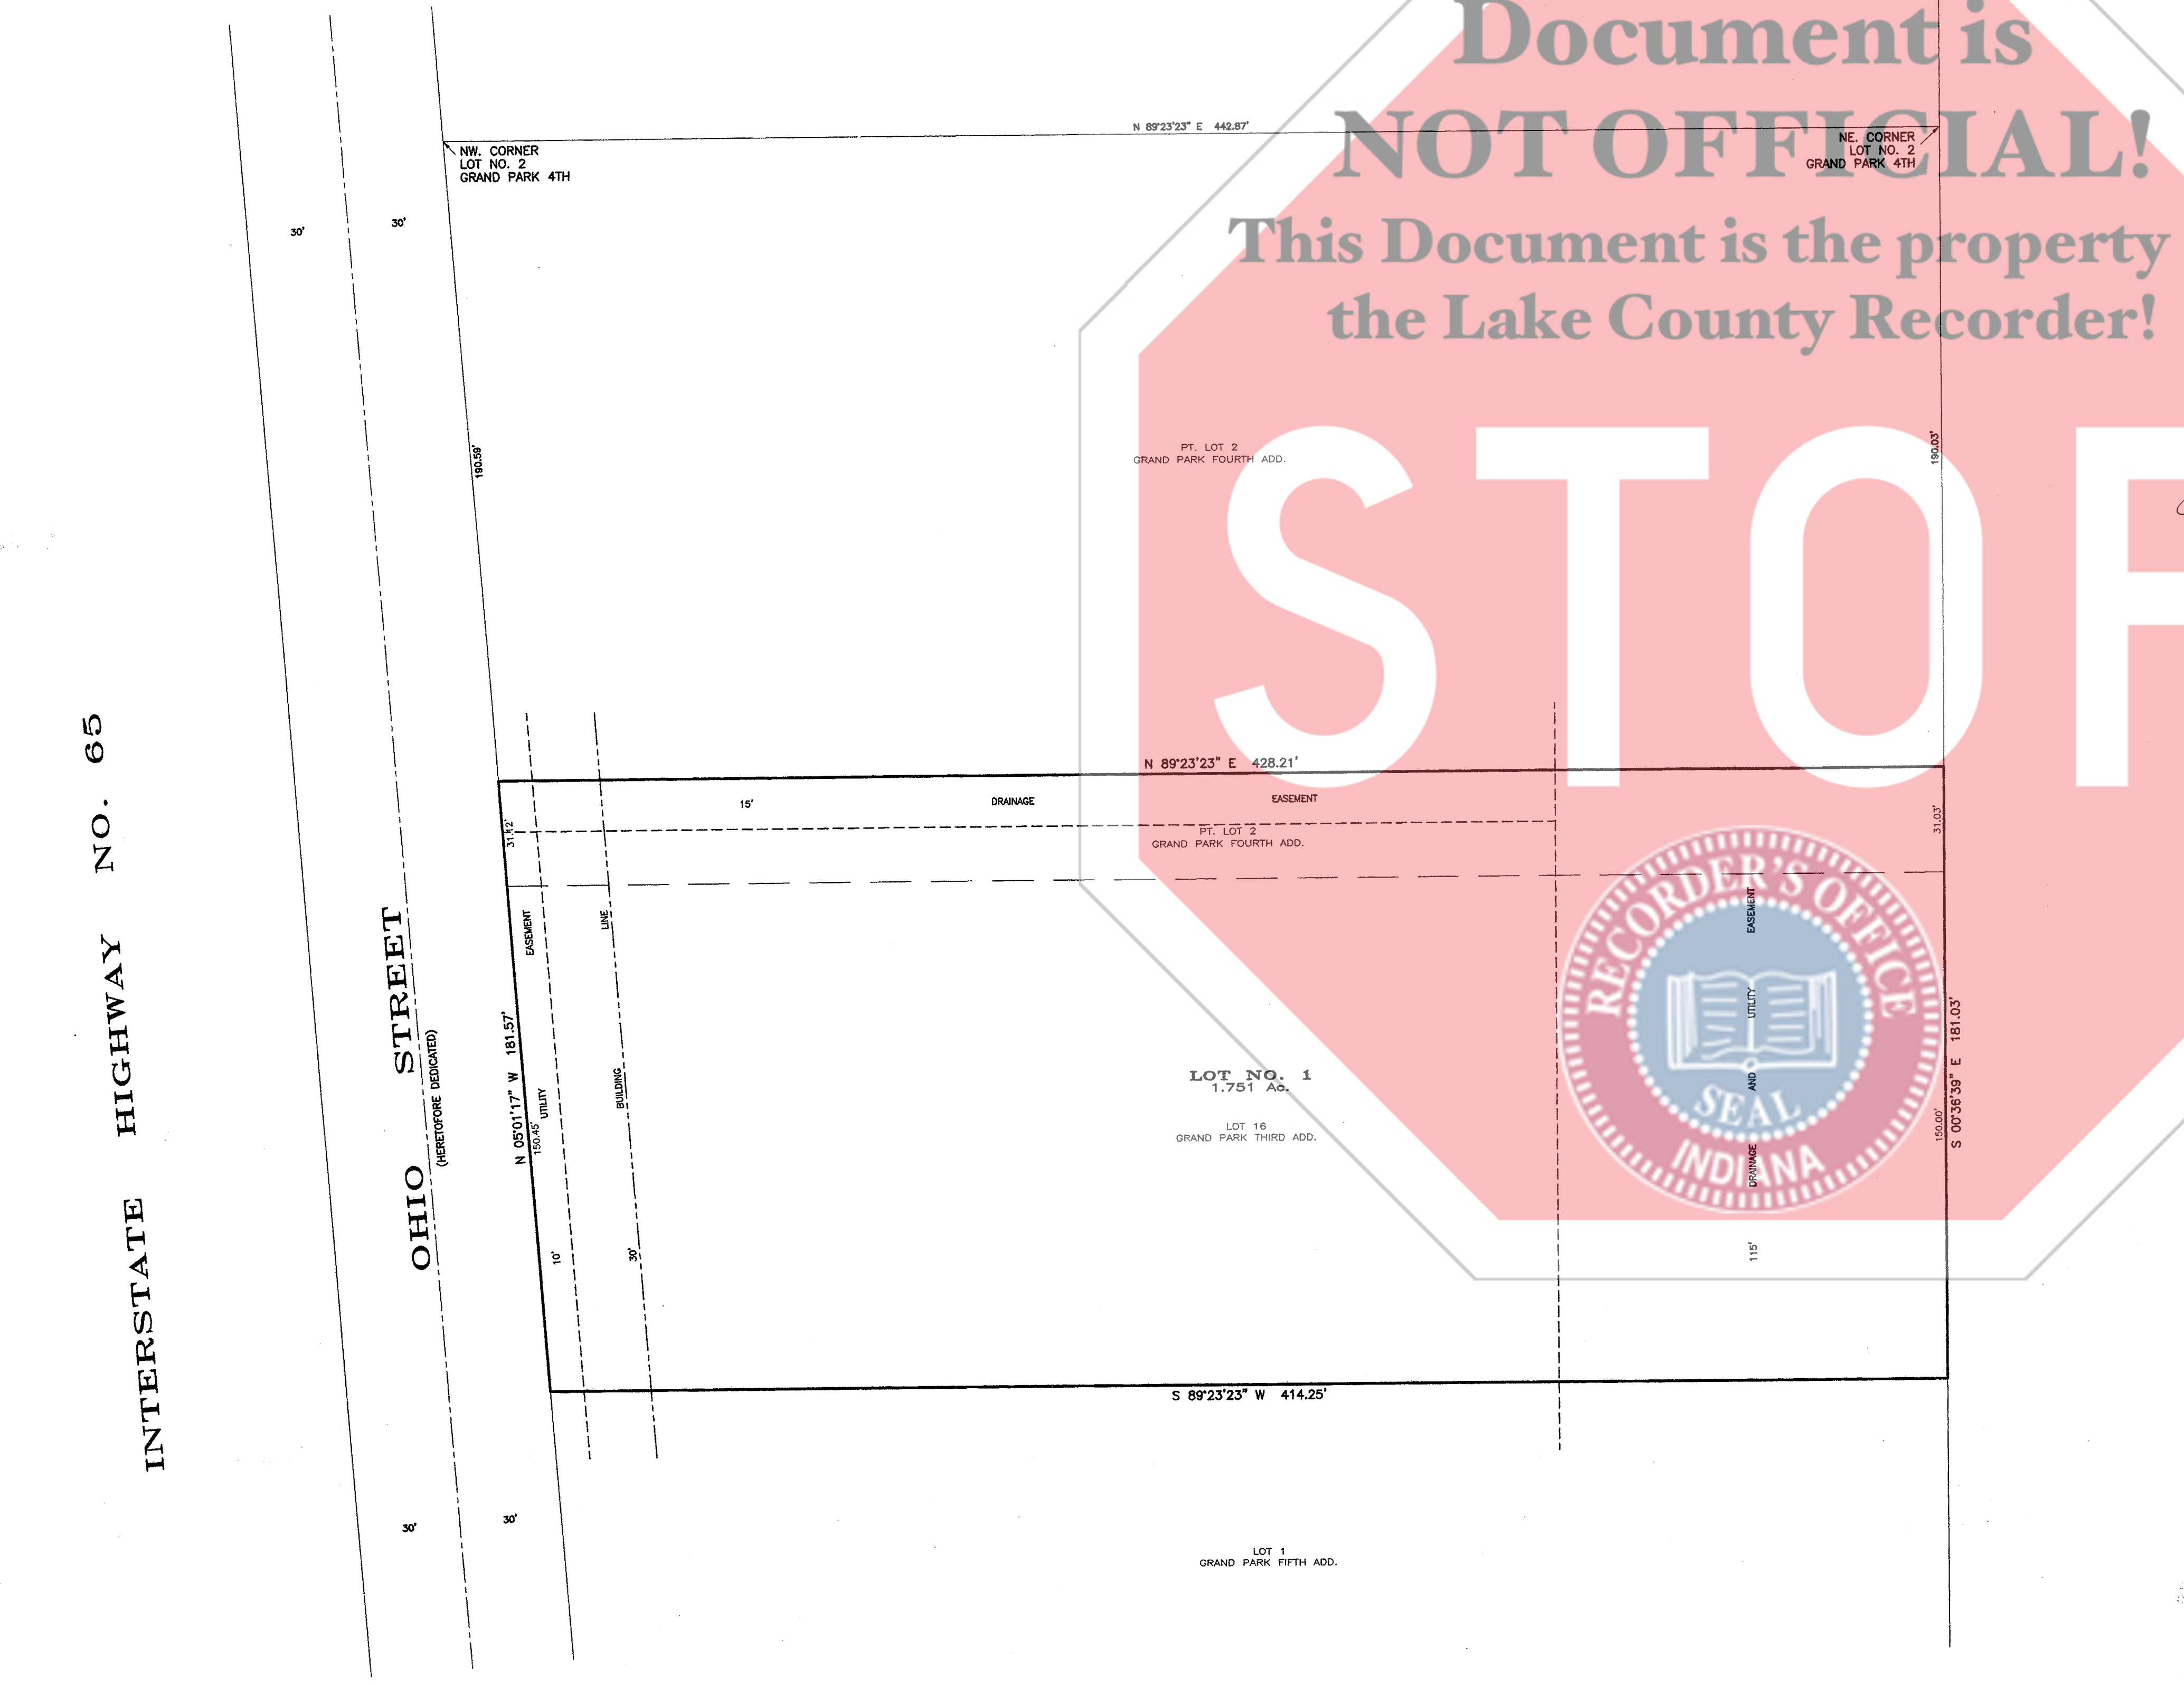 Document is
NOT OFFICIAL!
This Document is the property
the Lake County Recorder!
N 89°23'23" E 442.87'
NW. CORNER
LOT NO. 2
GRAND PARK 4TH
NE. CORNER
LOT NO. 2
GRAND PARK 4TH
30'
30'
190.59'
190.03'
PT. LOT 2
GRAND PARK FOURTH ADD.
STOP
N 89°23'23" E 428.21'
15'
DRAINAGE
EASEMENT
31.12'
31.03'
PT. LOT 2
GRAND PARK FOURTH ADD.
INTERSTATE HIGHWAY NO. 65
OHIO STREET
(HERETOFORE DEDICATED)
N 05°01'17" W 181.57'
150.45'
10' UTILITY EASEMENT
30' BUILDING LINE
LOT NO. 1
1.751 Ac.
LOT 16
GRAND PARK THIRD ADD.
RECORDER'S OFFICE
SEAL
INDIANA
115' DRAINAGE AND UTILITY EASEMENT
150.00'
S 00°36'39" E 181.03'
S 89°23'23" W 414.25'
30'
30'
LOT 1
GRAND PARK FIFTH ADD.